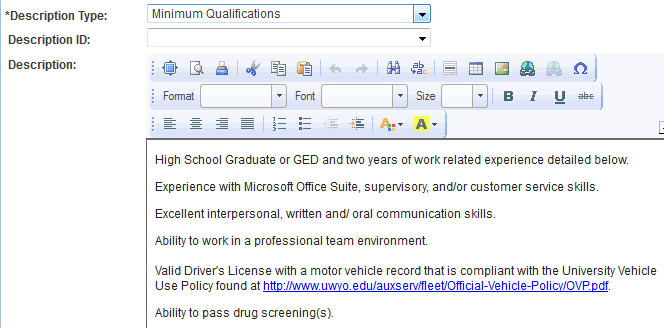 *Description Type: Minimum Qualifications
Description ID:
Description:
Format Font Size B I U abc
High School Graduate or GED and two years of work related experience detailed below.
Experience with Microsoft Office Suite, supervisory, and/or customer service skills.
Excellent interpersonal, written and/ oral communication skills.
Ability to work in a professional team environment.
Valid Driver's License with a motor vehicle record that is compliant with the University Vehicle
Use Policy found at http://www.uwyo.edu/auxserv/fleet/Official-Vehicle-Policy/OVP.pdf.
Ability to pass drug screening(s).